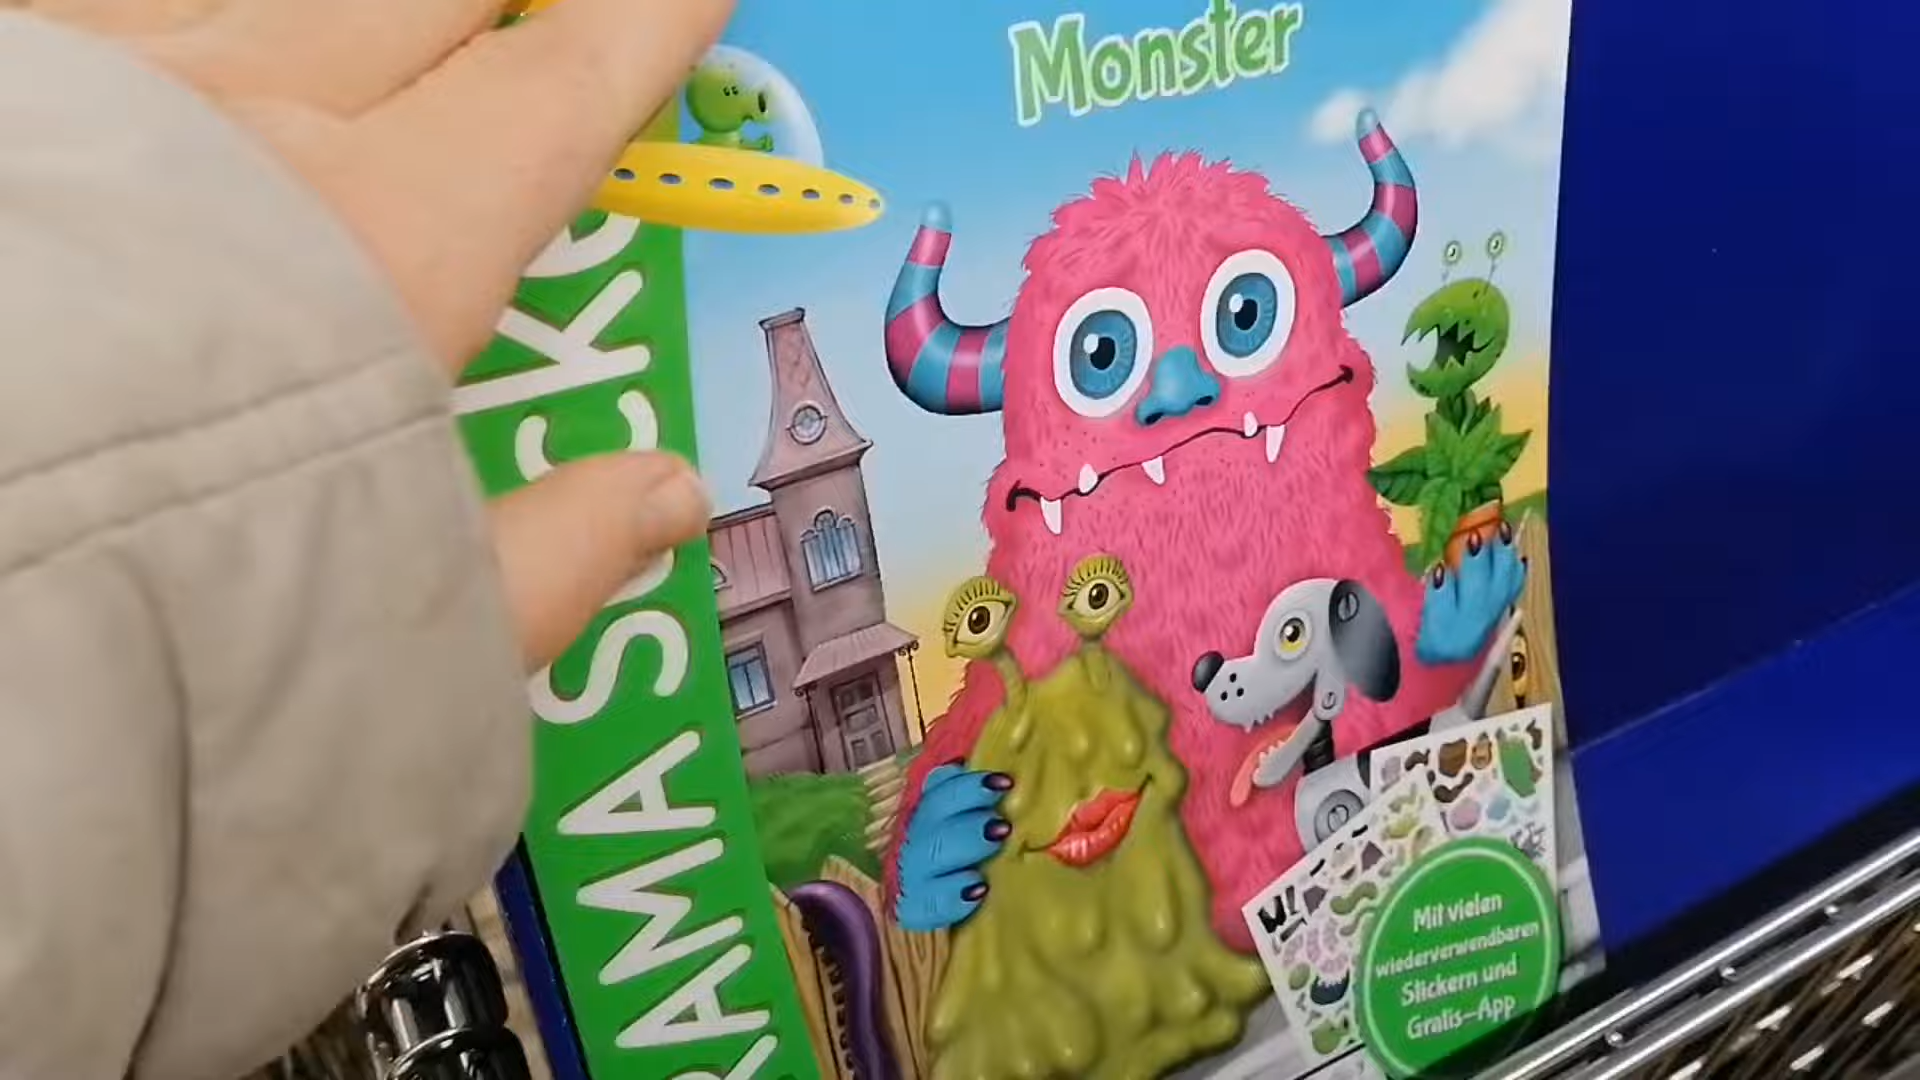 Monster
Mit vielen
wiederverwendbaren
Stickern und
Gratis-App